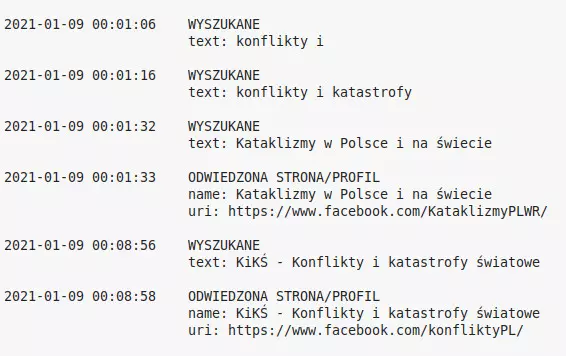 2021-01-09 00:01:06 WYSZUKANE
text: konflikty i
2021-01-09 00:01:16 WYSZUKANE
text: konflikty i katastrofy
2021-01-09 00:01:32 WYSZUKANE
text: Kataklizmy w Polsce i na świecie
2021-01-09 00:01:33 ODWIEDZONA STRONA/PROFIL
name: Kataklizmy w Polsce i na świecie
uri: https://www.facebook.com/KataklizmyPLWR/
2021-01-09 00:08:56 WYSZUKANE
text: KiKŚ - Konflikty i katastrofy światowe
2021-01-09 00:08:58 ODWIEDZONA STRONA/PROFIL
name: KiKŚ - Konflikty i katastrofy światowe
uri: https://www.facebook.com/konfliktyPL/